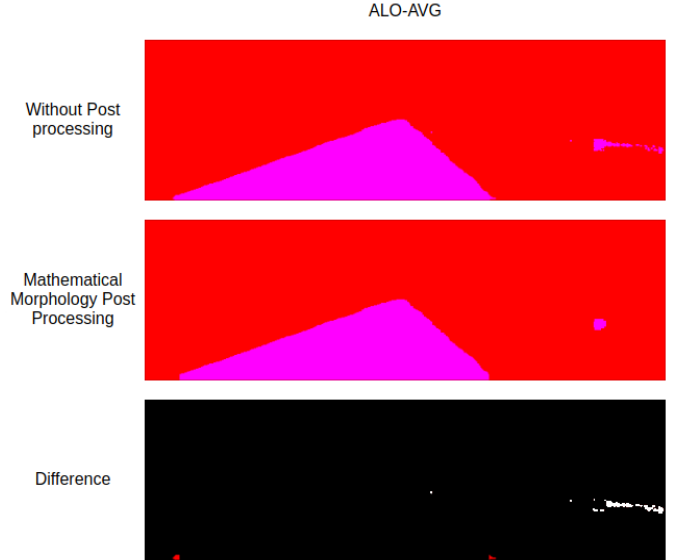 ALO-AVG
Without Post
processing
Mathematical
Morphology Post
Processing
Difference